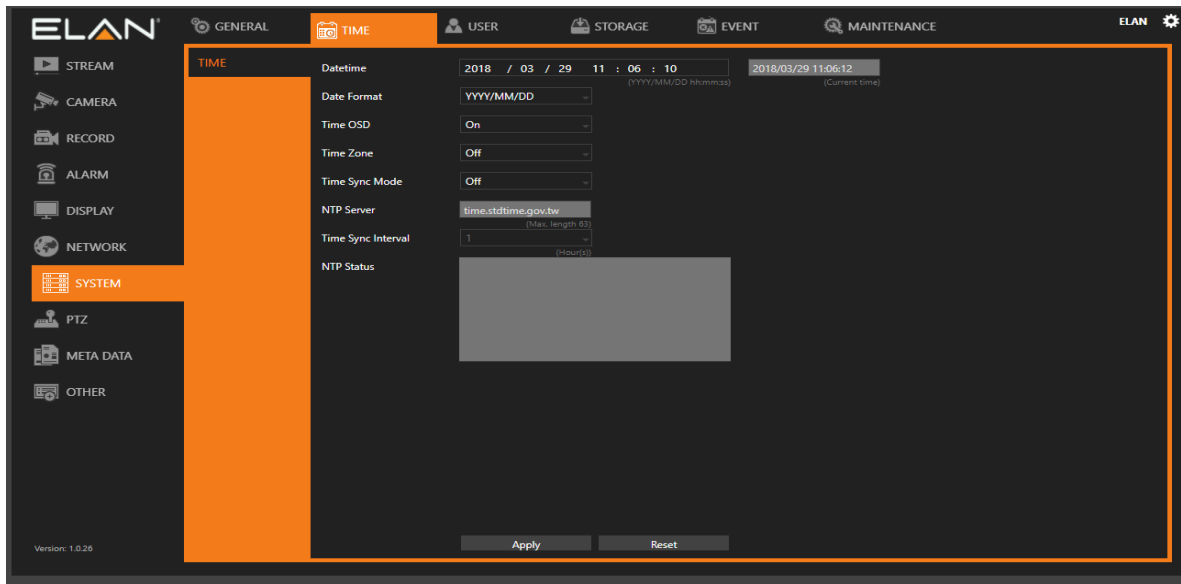 ELAN
GENERAL
TIME
USER
STORAGE
EVENT
MAINTENANCE
ELAN
STREAM
CAMERA
RECORD
ALARM
DISPLAY
NETWORK
SYSTEM
PTZ
META DATA
OTHER
Version: 1.0.26
TIME
Datetime 2018 / 03 / 29 11 : 06 : 10 2018/03/29 11:06:12
(YYYY/MM/DD hh:mm:ss) (Current time)
Date Format YYYY/MM/DD
Time OSD On
Time Zone Off
Time Sync Mode Off
NTP Server time.stdtime.gov.tw
(Max. length 63)
Time Sync Interval 1
(Hour(s))
NTP Status
Apply Reset